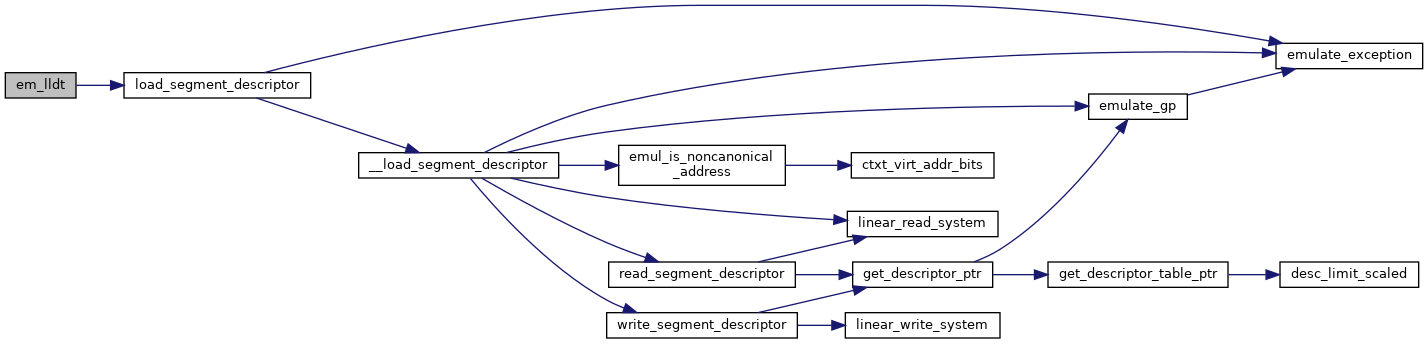 em_lldt
load_segment_descriptor
emulate_exception
emulate_gp
__load_segment_descriptor
emul_is_noncanonical
_address
ctxt_virt_addr_bits
linear_read_system
read_segment_descriptor
get_descriptor_ptr
get_descriptor_table_ptr
desc_limit_scaled
write_segment_descriptor
linear_write_system